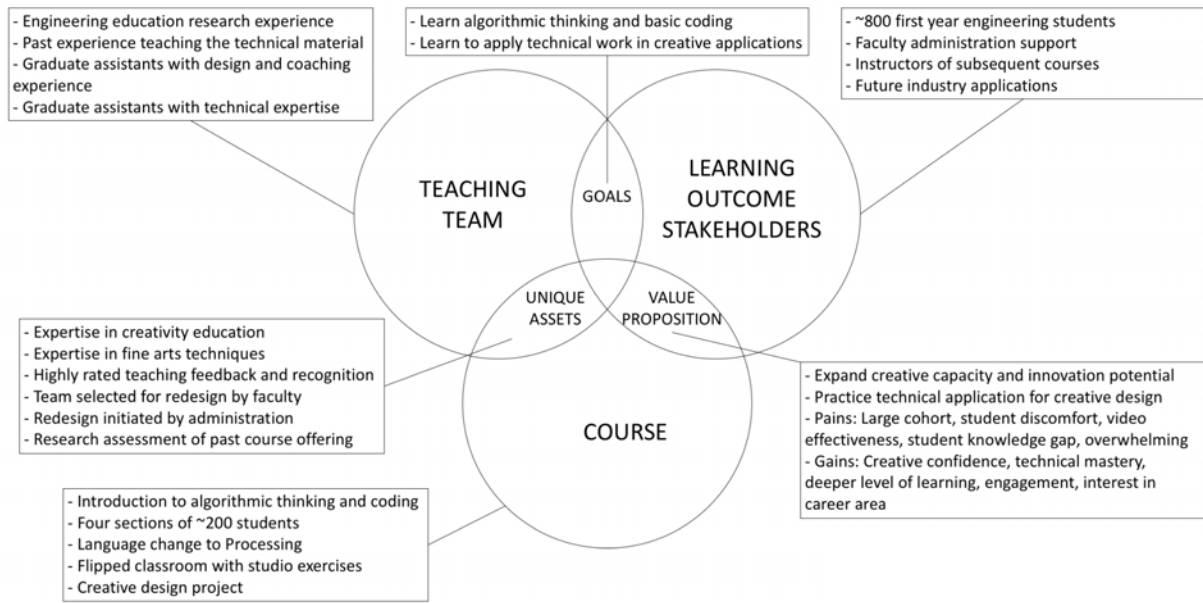 - Engineering education research experience
- Past experience teaching the technical material
- Graduate assistants with design and coaching
experience
- Graduate assistants with technical expertise
- Learn algorithmic thinking and basic coding
- Learn to apply technical work in creative applications
- ~800 first year engineering students
- Faculty administration support
- Instructors of subsequent courses
- Future industry applications
TEACHING
TEAM
GOALS
LEARNING
OUTCOME
STAKEHOLDERS
UNIQUE
ASSETS
VALUE
PROPOSITION
- Expertise in creativity education
- Expertise in fine arts techniques
- Highly rated teaching feedback and recognition
- Team selected for redesign by faculty
- Redesign initiated by administration
- Research assessment of past course offering
COURSE
- Expand creative capacity and innovation potential
- Practice technical application for creative design
- Pains: Large cohort, student discomfort, video
effectiveness, student knowledge gap, overwhelming
- Gains: Creative confidence, technical mastery,
deeper level of learning, engagement, interest in
career area
- Introduction to algorithmic thinking and coding
- Four sections of ~200 students
- Language change to Processing
- Flipped classroom with studio exercises
- Creative design project